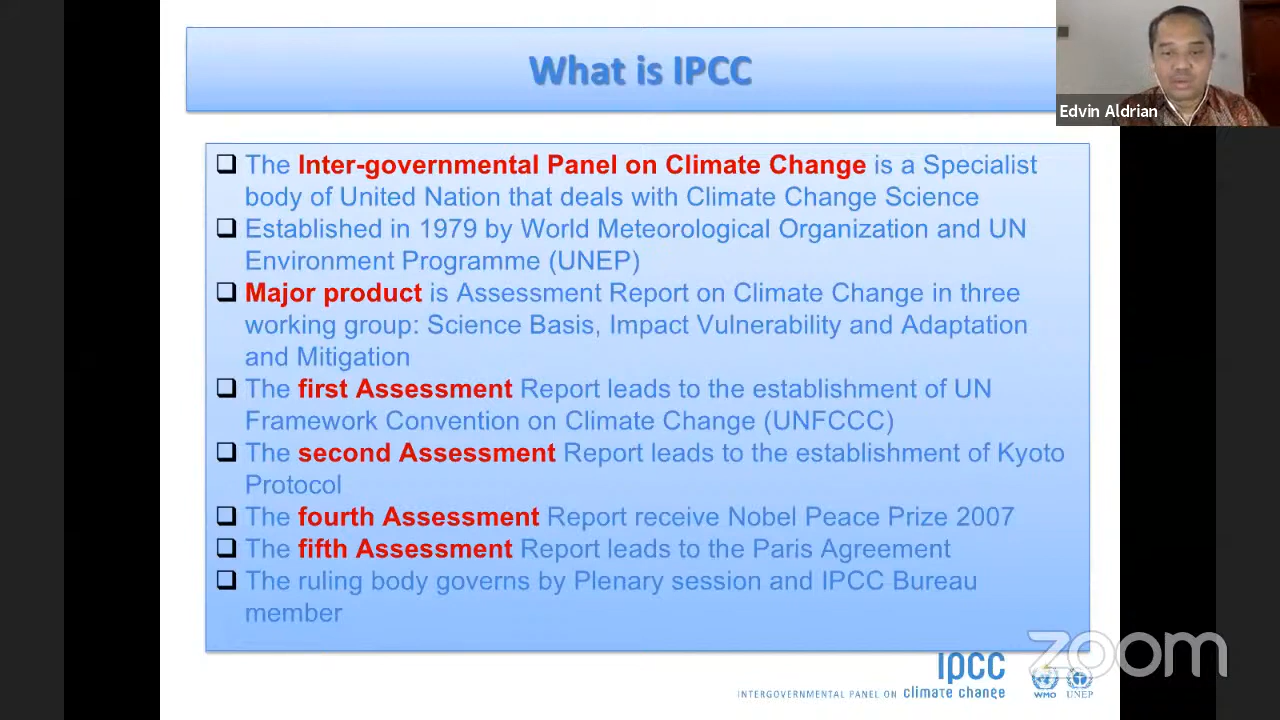 What is IPCC
Edvin Aldrian
The Inter-governmental Panel on Climate Change is a Specialist
body of United Nation that deals with Climate Change Science
Established in 1979 by World Meteorological Organization and UN
Environment Programme (UNEP)
Major product is Assessment Report on Climate Change in three
working group: Science Basis, Impact Vulnerability and Adaptation
and Mitigation
The first Assessment Report leads to the establishment of UN
Framework Convention on Climate Change (UNFCCC)
The second Assessment Report leads to the establishment of Kyoto
Protocol
The fourth Assessment Report receive Nobel Peace Prize 2007
The fifth Assessment Report leads to the Paris Agreement
The ruling body governs by Plenary session and IPCC Bureau
member
zoom
ipcc
INTERGOVERNMENTAL PANEL ON climate change
WMO UNEP